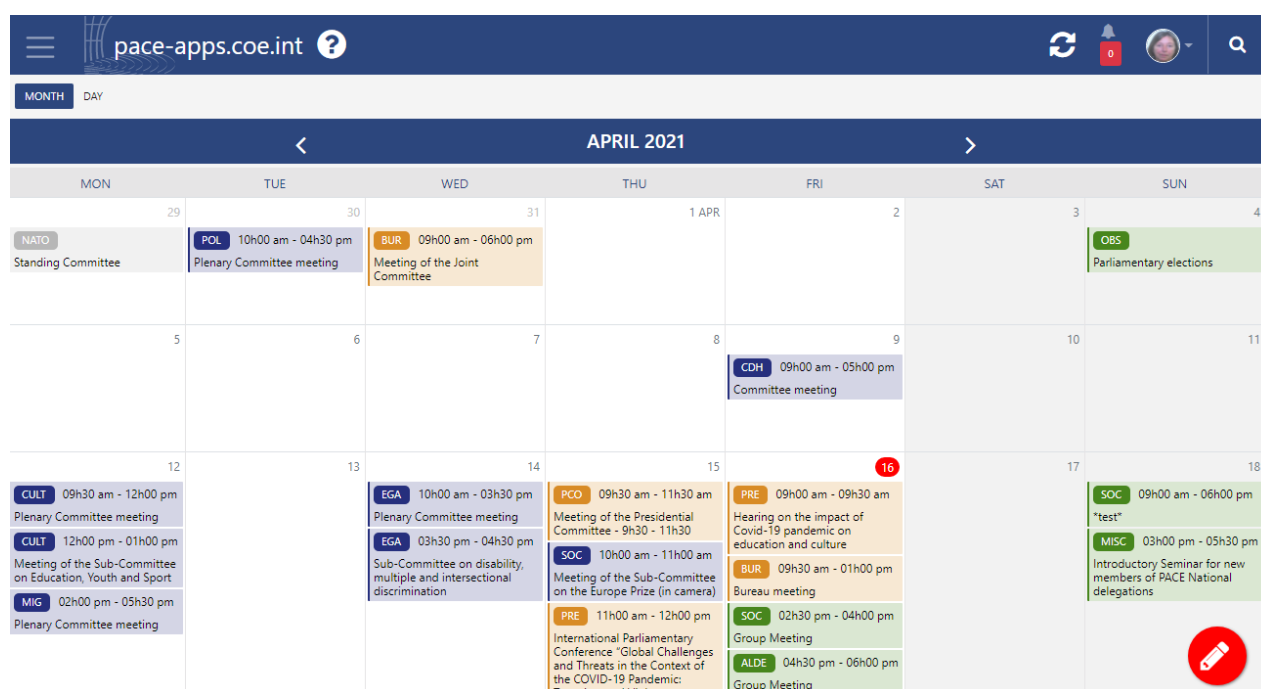 pace-apps.coe.int ?
0
MONTH DAY
APRIL 2021
MON TUE WED THU FRI SAT SUN
29 30 31 1 APR 2 3 4
NATO
Standing Committee
POL 10h00 am - 04h30 pm
Plenary Committee meeting
BUR 09h00 am - 06h00 pm
Meeting of the Joint
Committee
OBS
Parliamentary elections
5 6 7 8 9 10 11
CDH 09h00 am - 05h00 pm
Committee meeting
12 13 14 15 16 17 18
CULT 09h30 am - 12h00 pm
Plenary Committee meeting
CULT 12h00 pm - 01h00 pm
Meeting of the Sub-Committee
on Education, Youth and Sport
MIG 02h00 pm - 05h30 pm
Plenary Committee meeting
EGA 10h00 am - 03h30 pm
Plenary Committee meeting
EGA 03h30 pm - 04h30 pm
Sub-Committee on disability,
multiple and intersectional
discrimination
PCO 09h30 am - 11h30 am
Meeting of the Presidential
Committee - 9h30 - 11h30
SOC 10h00 am - 11h00 am
Meeting of the Sub-Committee
on the Europe Prize (in camera)
PRE 11h00 am - 12h00 pm
International Parliamentary
Conference "Global Challenges
and Threats in the Context of
the COVID-19 Pandemic:
PRE 09h00 am - 09h30 am
Hearing on the impact of
Covid-19 pandemic on
education and culture
BUR 09h30 am - 01h00 pm
Bureau meeting
SOC 02h30 pm - 04h00 pm
Group Meeting
ALDE 04h30 pm - 06h00 pm
Group Meeting
SOC 09h00 am - 06h00 pm
*test*
MISC 03h00 pm - 05h30 pm
Introductory Seminar for new
members of PACE National
delegations